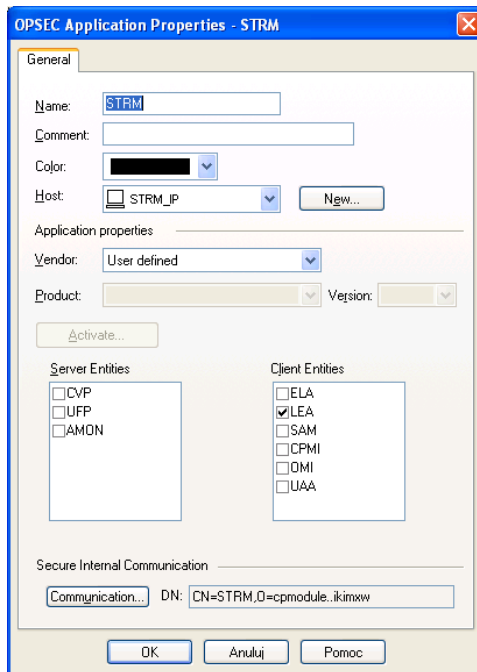 OPSEC Application Properties - STRM
General
Name: STRM
Comment:
Color:
Host: STRM_IP New...
Application properties
Vendor: User defined
Product: Version:
Activate...
Server Entities Client Entities
CVP ELA
UFP LEA
AMON SAM
CPMI
OMI
UAA
Secure Internal Communication
Communication... DN: CN=STRM,O=cpmodule..ikimxw
OK Anuluj Pomoc